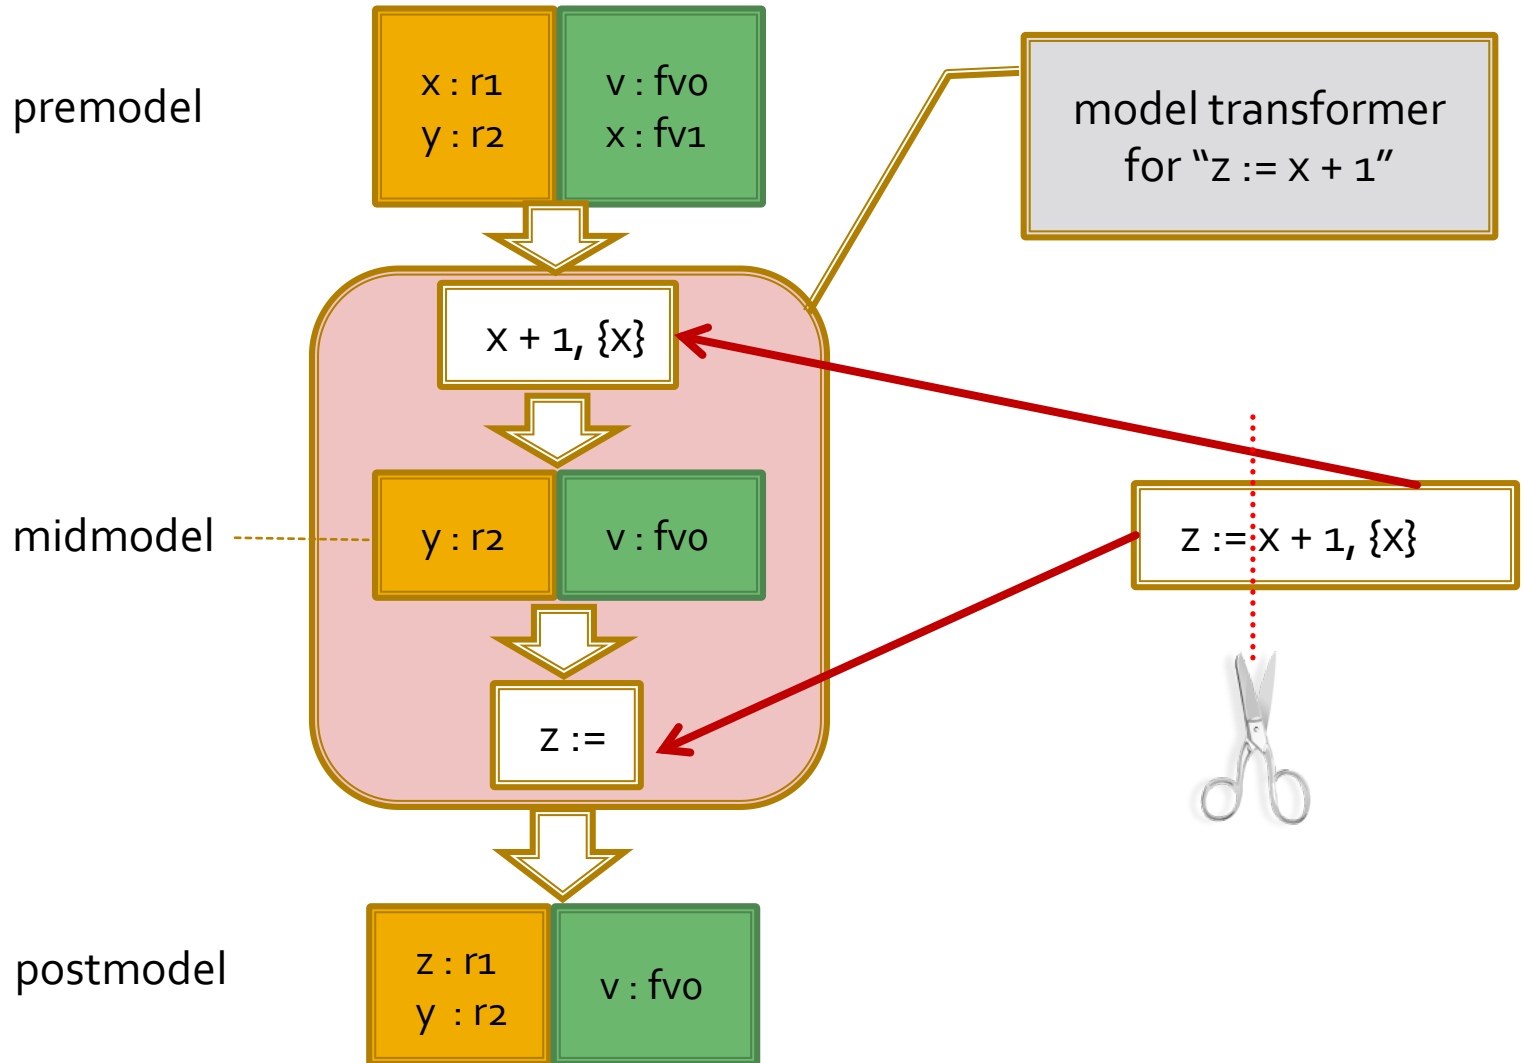 premodel
x : r1
y : r2
v : fv0
x : fv1
model transformer
for “z := x + 1”
x + 1, {x}
midmodel
y : r2
v : fv0
z := x + 1, {x}
z :=
postmodel
z : r1
y : r2
v : fv0